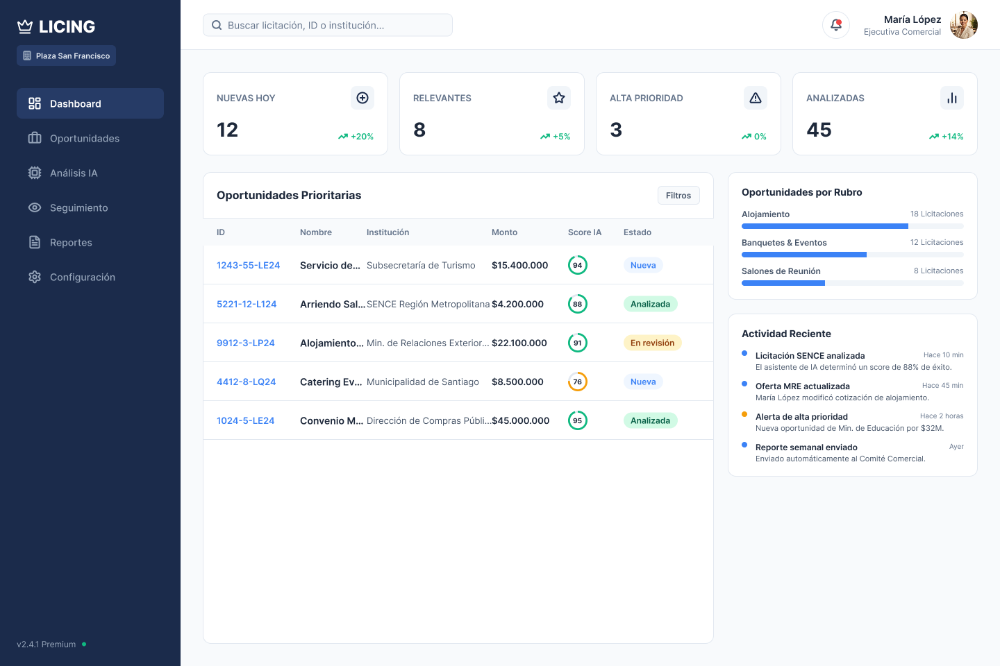 LICING
Plaza San Francisco
Dashboard
Oportunidades
Análisis IA
Seguimiento
Reportes
Configuración
v2.4.1 Premium
Buscar licitación, ID o institución...
María López
Ejecutiva Comercial
NUEVAS HOY
12
+20%
RELEVANTES
8
+5%
ALTA PRIORIDAD
3
0%
ANALIZADAS
45
+14%
Oportunidades Prioritarias
Filtros
ID Nombre Institución Monto Score IA Estado
1243-55-LE24 Servicio de... Subsecretaría de Turismo $15.400.000 94 Nueva
5221-12-L124 Arriendo Sal... SENCE Región Metropolitana $4.200.000 88 Analizada
9912-3-LP24 Alojamiento... Min. de Relaciones Exterior... $22.100.000 91 En revisión
4412-8-LQ24 Catering Ev... Municipalidad de Santiago $8.500.000 76 Nueva
1024-5-LE24 Convenio M... Dirección de Compras Públi... $45.000.000 95 Analizada
Oportunidades por Rubro
Alojamiento 18 Licitaciones
Banquetes & Eventos 12 Licitaciones
Salones de Reunión 8 Licitaciones
Actividad Reciente
Licitación SENCE analizada Hace 10 min
El asistente de IA determinó un score de 88% de éxito.
Oferta MRE actualizada Hace 45 min
María López modificó cotización de alojamiento.
Alerta de alta prioridad Hace 2 horas
Nueva oportunidad de Min. de Educación por $32M.
Reporte semanal enviado Ayer
Enviado automáticamente al Comité Comercial.